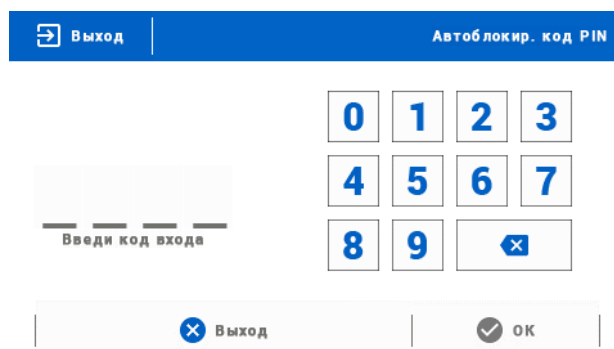 Выход
Автоблокир. код PIN
0 1 2 3
4 5 6 7
8 9
Введи код входа
Выход
OK